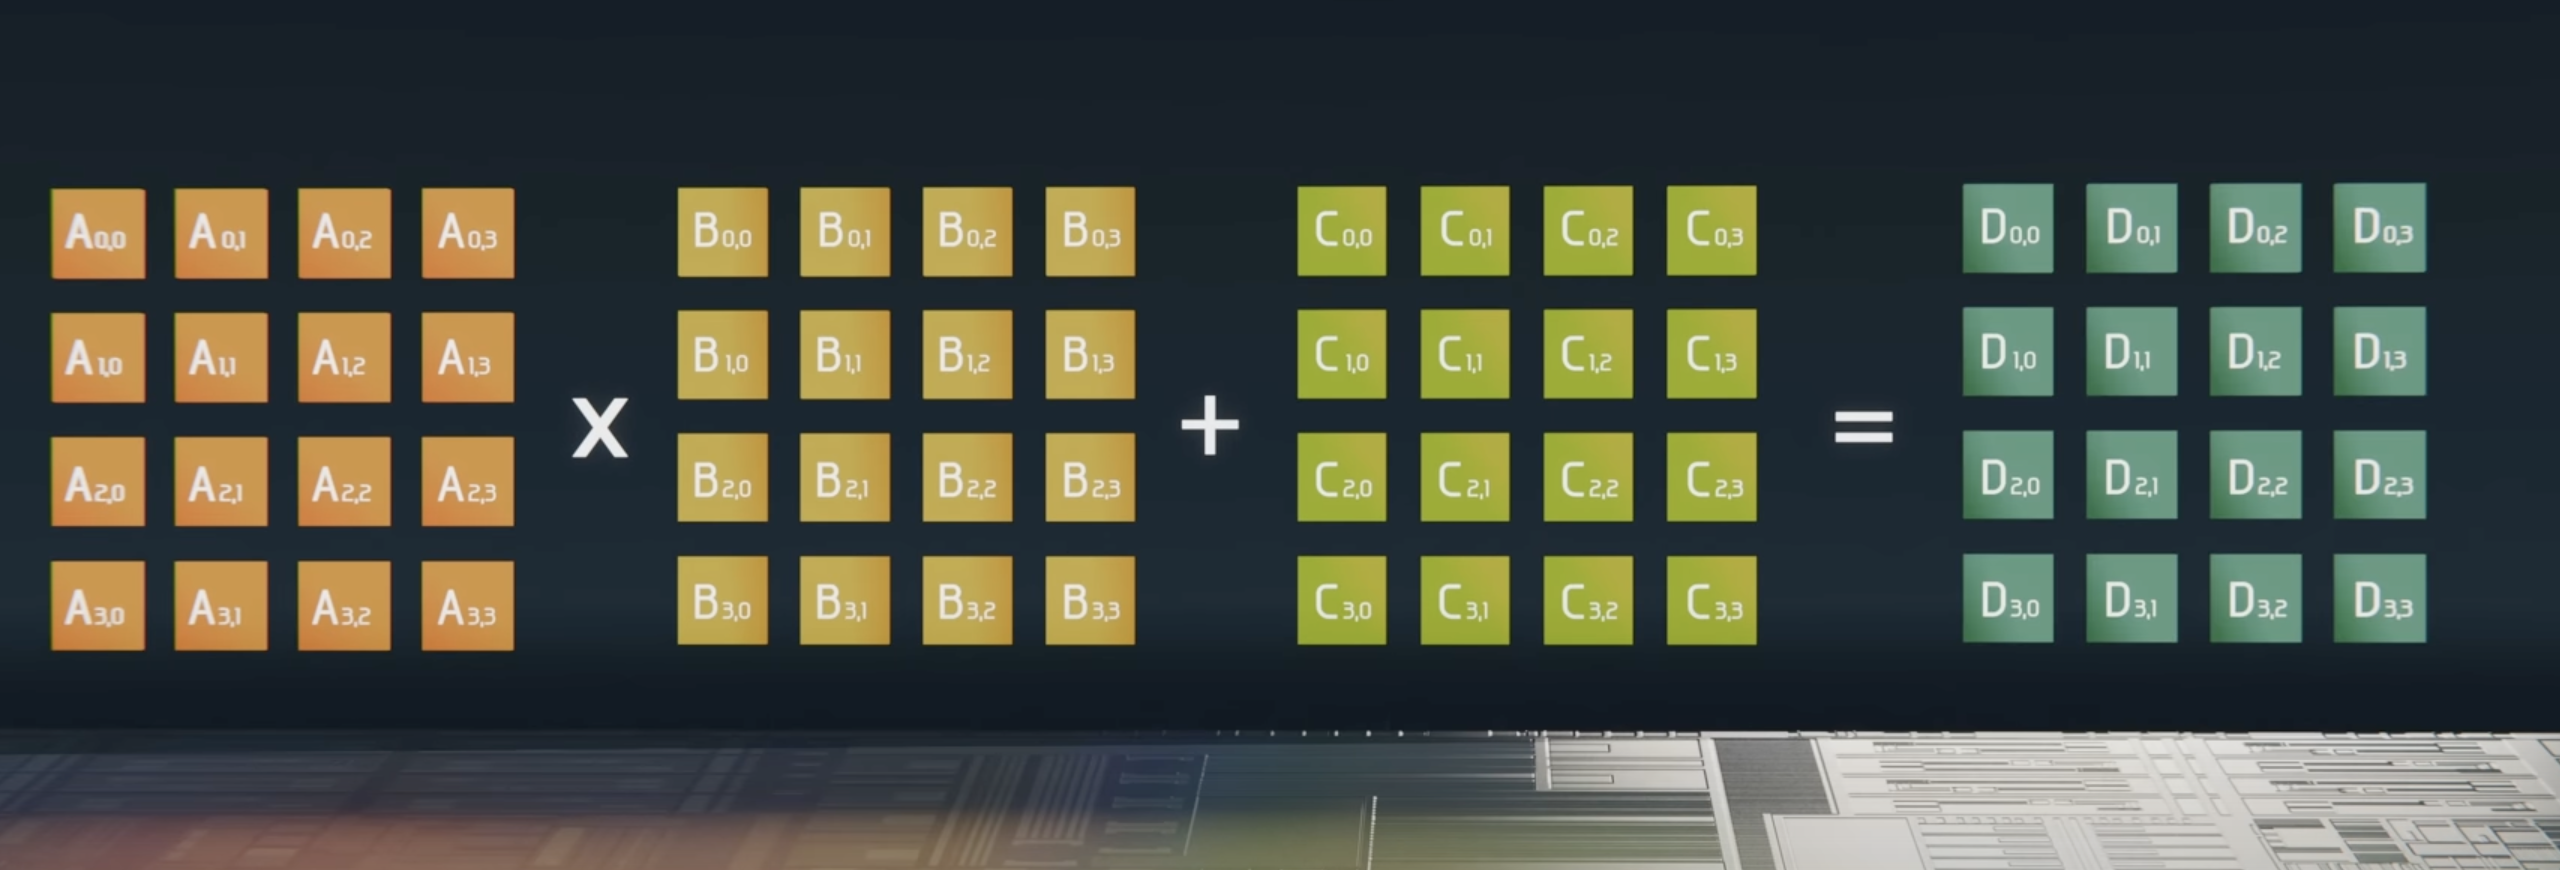 A0,0 A0,1 A0,2 A0,3 B0,0 B0,1 B0,2 B0,3 C0,0 C0,1 C0,2 C0,3 D0,0 D0,1 D0,2 D0,3
A1,0 A1,1 A1,2 A1,3 B1,0 B1,1 B1,2 B1,3 C1,0 C1,1 C1,2 C1,3 D1,0 D1,1 D1,2 D1,3
x + =
A2,0 A2,1 A2,2 A2,3 B2,0 B2,1 B2,2 B2,3 C2,0 C2,1 C2,2 C2,3 D2,0 D2,1 D2,2 D2,3
A3,0 A3,1 A3,2 A3,3 B3,0 B3,1 B3,2 B3,3 C3,0 C3,1 C3,2 C3,3 D3,0 D3,1 D3,2 D3,3